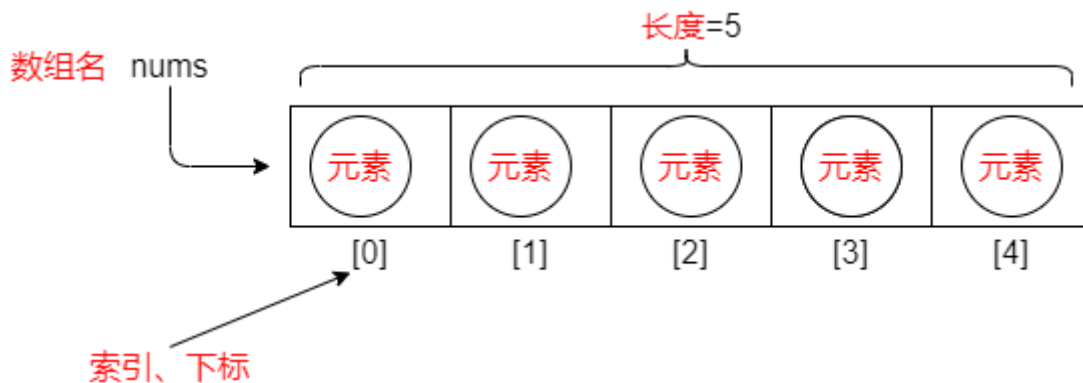 长度=5
数组名 nums
元素 元素 元素 元素 元素
[0] [1] [2] [3] [4]
索引、下标